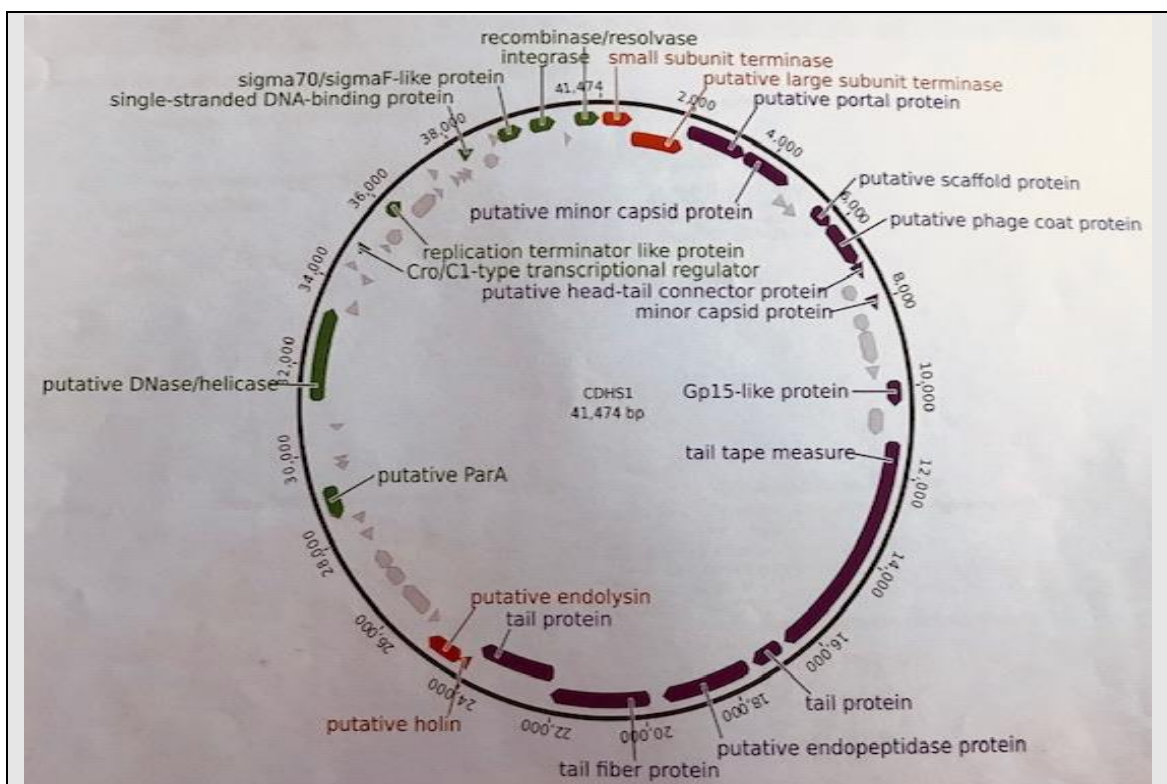 recombinase/resolvase
integrase
small subunit terminase
sigma70/sigmaF-like protein
putative large subunit terminase
single-stranded DNA-binding protein
41,474
2,000
putative portal protein
38,000
4,000
36,000
putative scaffold protein
putative minor capsid protein
6,000
putative phage coat protein
replication terminator like protein
Cro/C1-type transcriptional regulator
34,000
putative head-tail connector protein
8,000
minor capsid protein
32,000
putative DNase/helicase
CDHS1
41,474 bp
Gp15-like protein
10,000
tail tape measure
30,000
putative ParA
12,000
28,000
14,000
putative endolysin
tail protein
26,000
16,000
24,000
putative holin
18,000
tail protein
22,000
20,000
putative endopeptidase protein
tail fiber protein